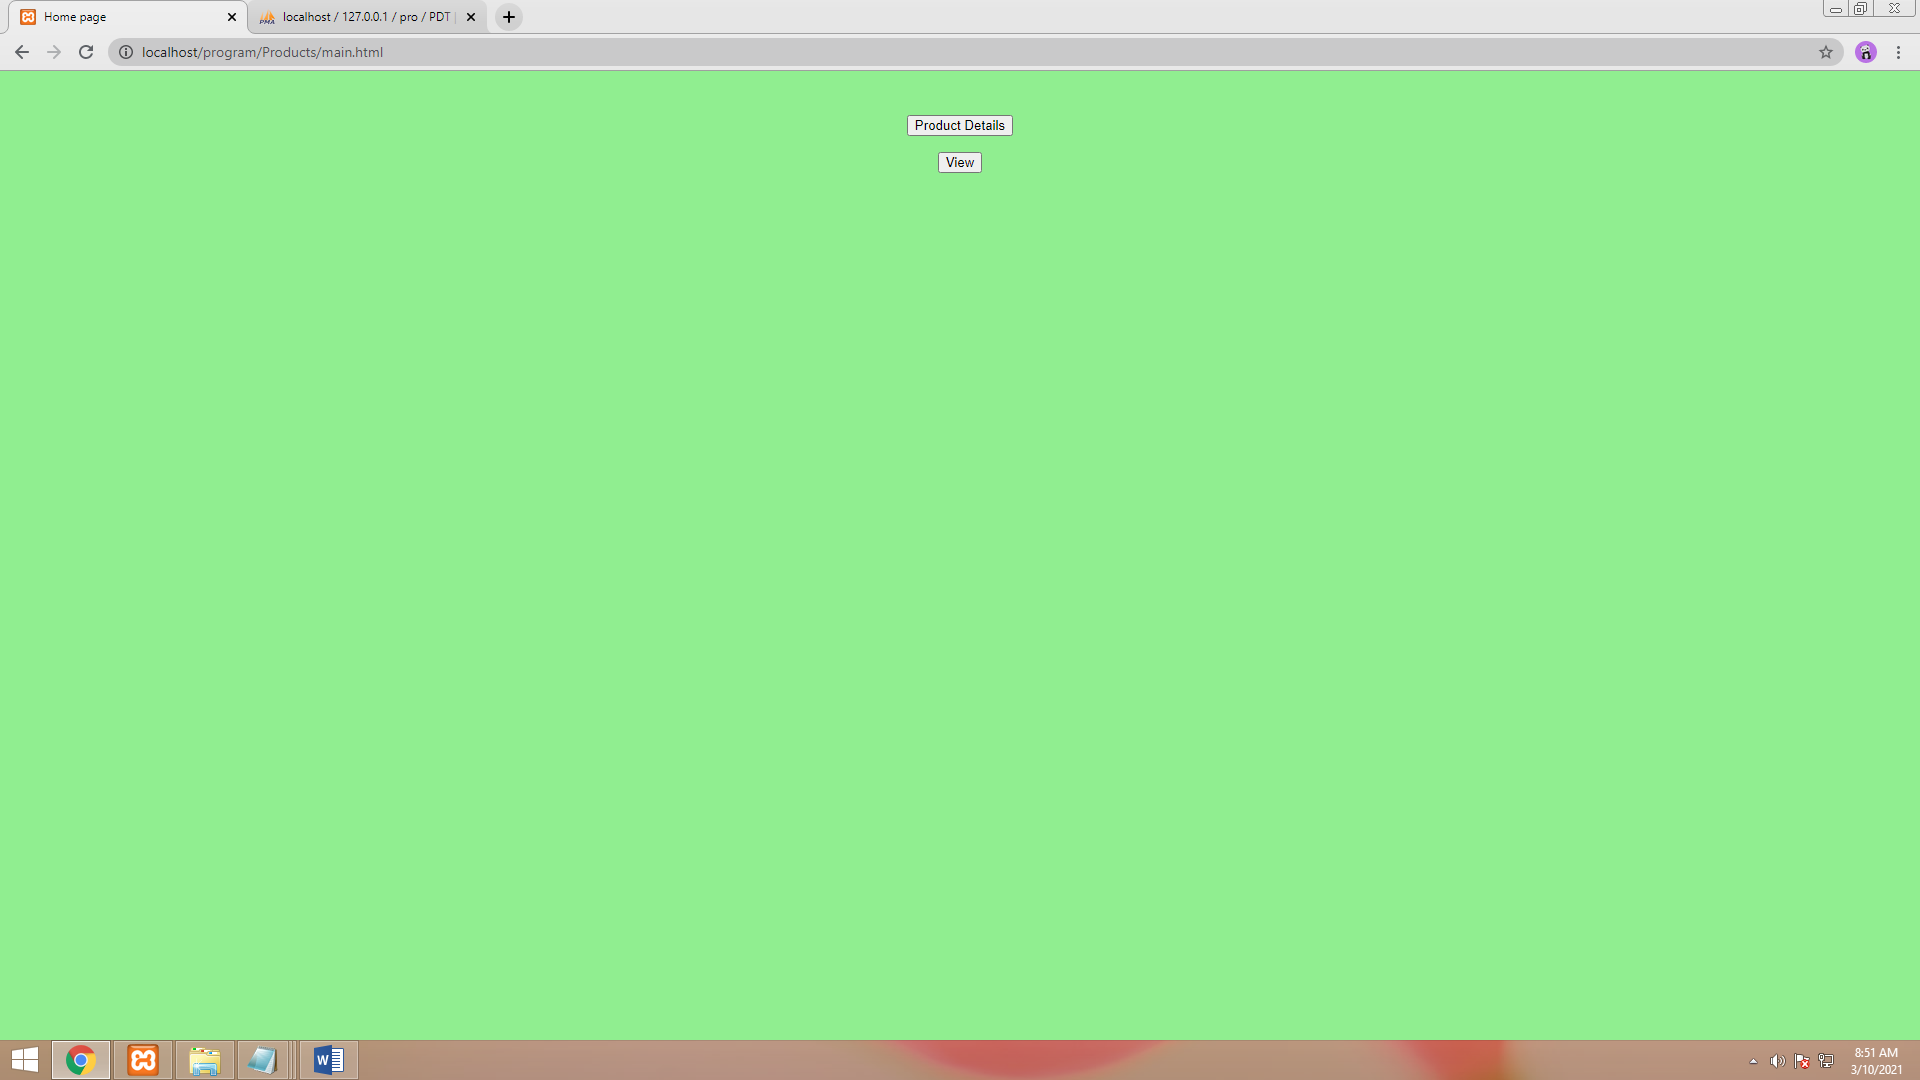 Home page
localhost / 127.0.0.1 / pro / PDT |
localhost/program/Products/main.html
Product Details
View
8:51 AM
3/10/2021